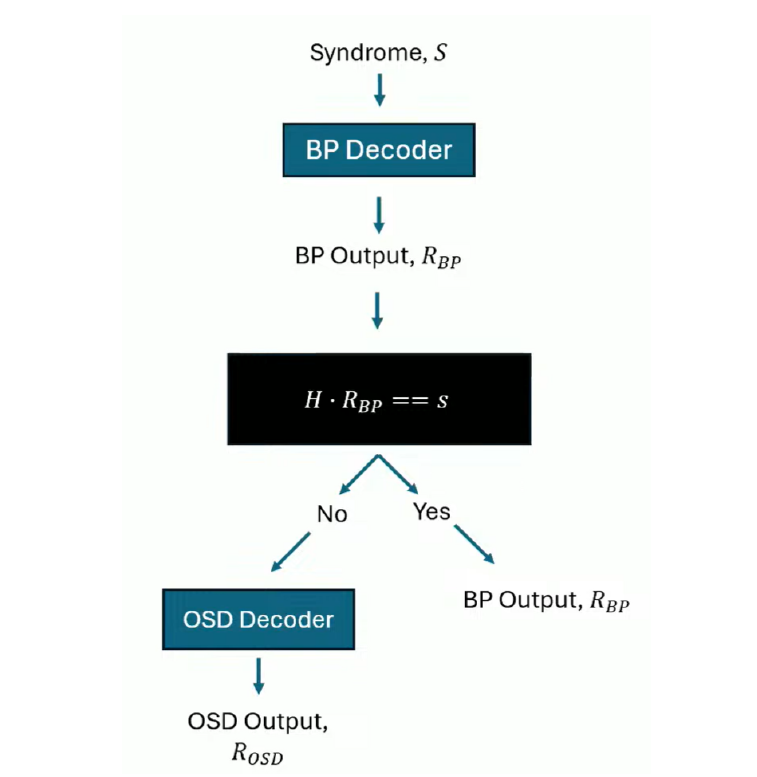 Syndrome, S
BP Decoder
BP Output, R_BP
H · R_BP == s
No
Yes
OSD Decoder
BP Output, R_BP
OSD Output,
R_OSD